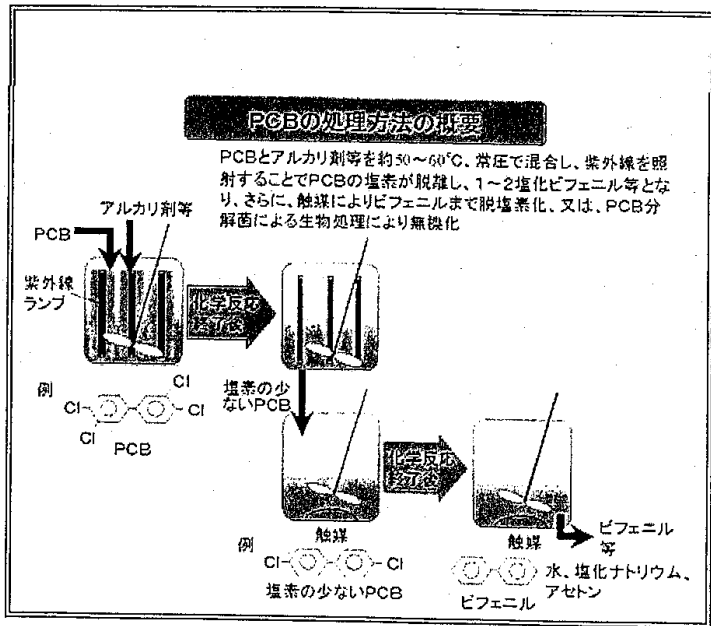 PCBの処理方法の概要
PCBとアルカリ剤等を約50～60℃、常圧で混合し、紫外線を照
射することでPCBの塩素が脱離し、1～2塩化ビフェニル等とな
り、さらに、触媒によりビフェニルまで脱塩素化、又は、PCB分
解菌による生物処理により無機化
アルカリ剤等
PCB
紫外線
ランプ
化学反応
終了後
例
Cl
Cl
Cl
Cl
PCB
塩素の少
ないPCB
化学反応
終了後
触媒
例
Cl
Cl
塩素の少ないPCB
触媒
ビフェニル
等
水、塩化ナトリウム、
アセトン
ビフェニル